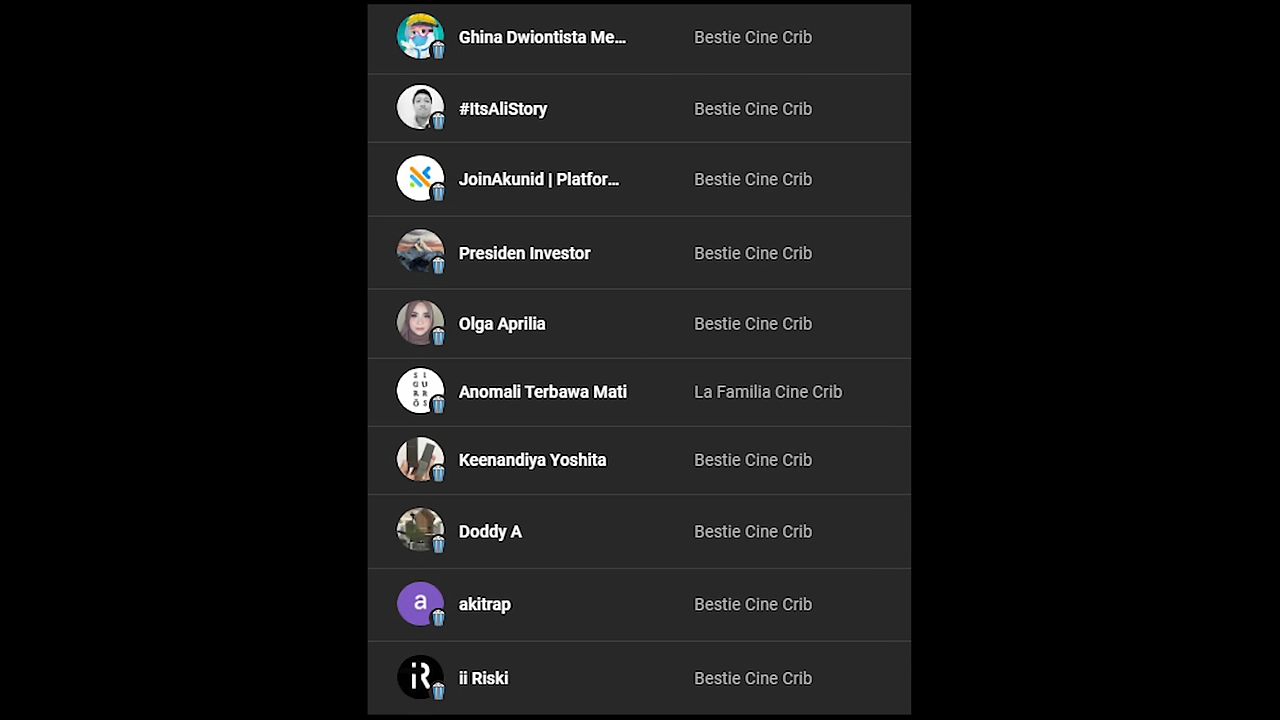 Ghina Dwiontista Me... Bestie Cine Crib
#ItsAliStory Bestie Cine Crib
JoinAkunid | Platfor... Bestie Cine Crib
Presiden Investor Bestie Cine Crib
Olga Aprilia Bestie Cine Crib
S I
G U
R R
Ó S
Anomali Terbawa Mati La Familia Cine Crib
Keenandiya Yoshita Bestie Cine Crib
Doddy A Bestie Cine Crib
a
akitrap Bestie Cine Crib
iR
ii Riski Bestie Cine Crib